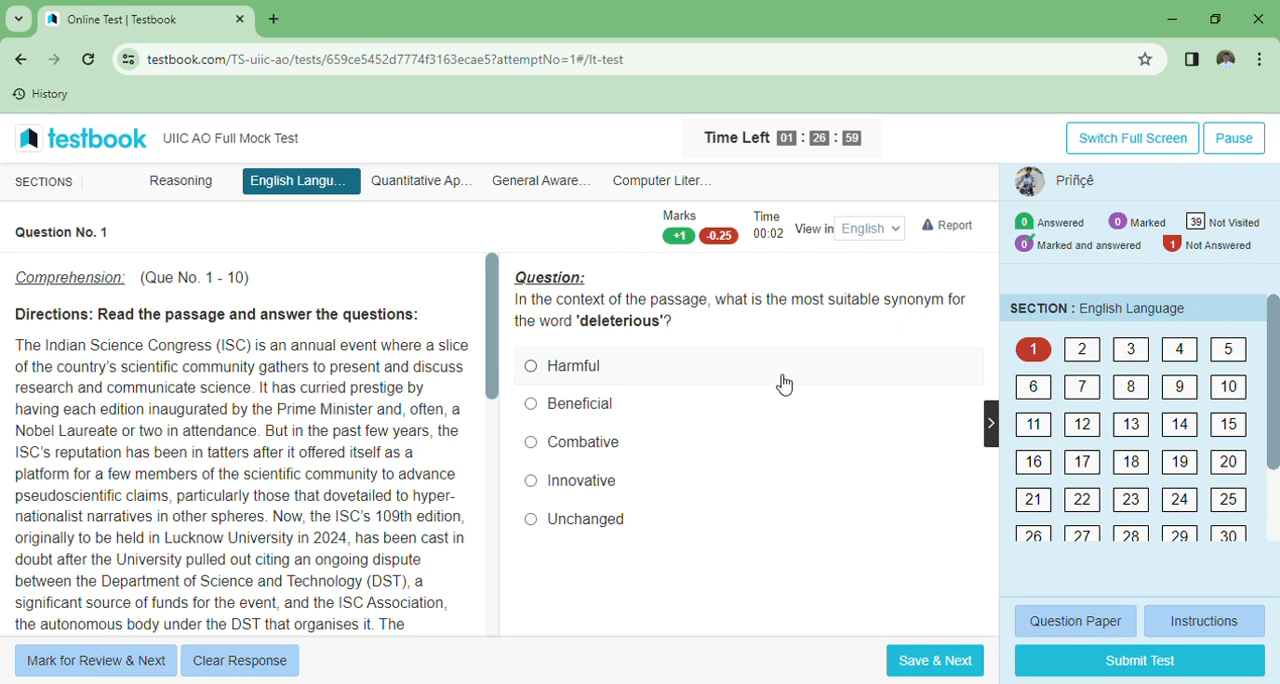 Online Test | Testbook
testbook.com/TS-uiic-ao/tests/659ce5452d7774f3163ecae5?attemptNo=1#/lt-test
History
testbook UIIC AO Full Mock Test
Time Left 01 : 26 : 59
Switch Full Screen Pause
SECTIONS Reasoning English Langu... Quantitative Ap... General Aware... Computer Liter...
Prîñçê
Question No. 1
Marks
+1 -0.25
Time
00:02
View in English
Report
0 Answered 0 Marked 39 Not Visited
0 Marked and answered 1 Not Answered
Comprehension: (Que No. 1 - 10)
Directions: Read the passage and answer the questions:
The Indian Science Congress (ISC) is an annual event where a slice
of the country's scientific community gathers to present and discuss
research and communicate science. It has curried prestige by
having each edition inaugurated by the Prime Minister and, often, a
Nobel Laureate or two in attendance. But in the past few years, the
ISC's reputation has been in tatters after it offered itself as a
platform for a few members of the scientific community to advance
pseudoscientific claims, particularly those that dovetailed to hyper-
nationalist narratives in other spheres. Now, the ISC's 109th edition,
originally to be held in Lucknow University in 2024, has been cast in
doubt after the University pulled out citing an ongoing dispute
between the Department of Science and Technology (DST), a
significant source of funds for the event, and the ISC Association,
the autonomous body under the DST that organises it. The
Question:
In the context of the passage, what is the most suitable synonym for
the word 'deleterious'?
Harmful
Beneficial
Combative
Innovative
Unchanged
SECTION : English Language
1 2 3 4 5
6 7 8 9 10
11 12 13 14 15
16 17 18 19 20
21 22 23 24 25
26 27 28 29 30
Question Paper Instructions
Mark for Review & Next Clear Response Save & Next Submit Test